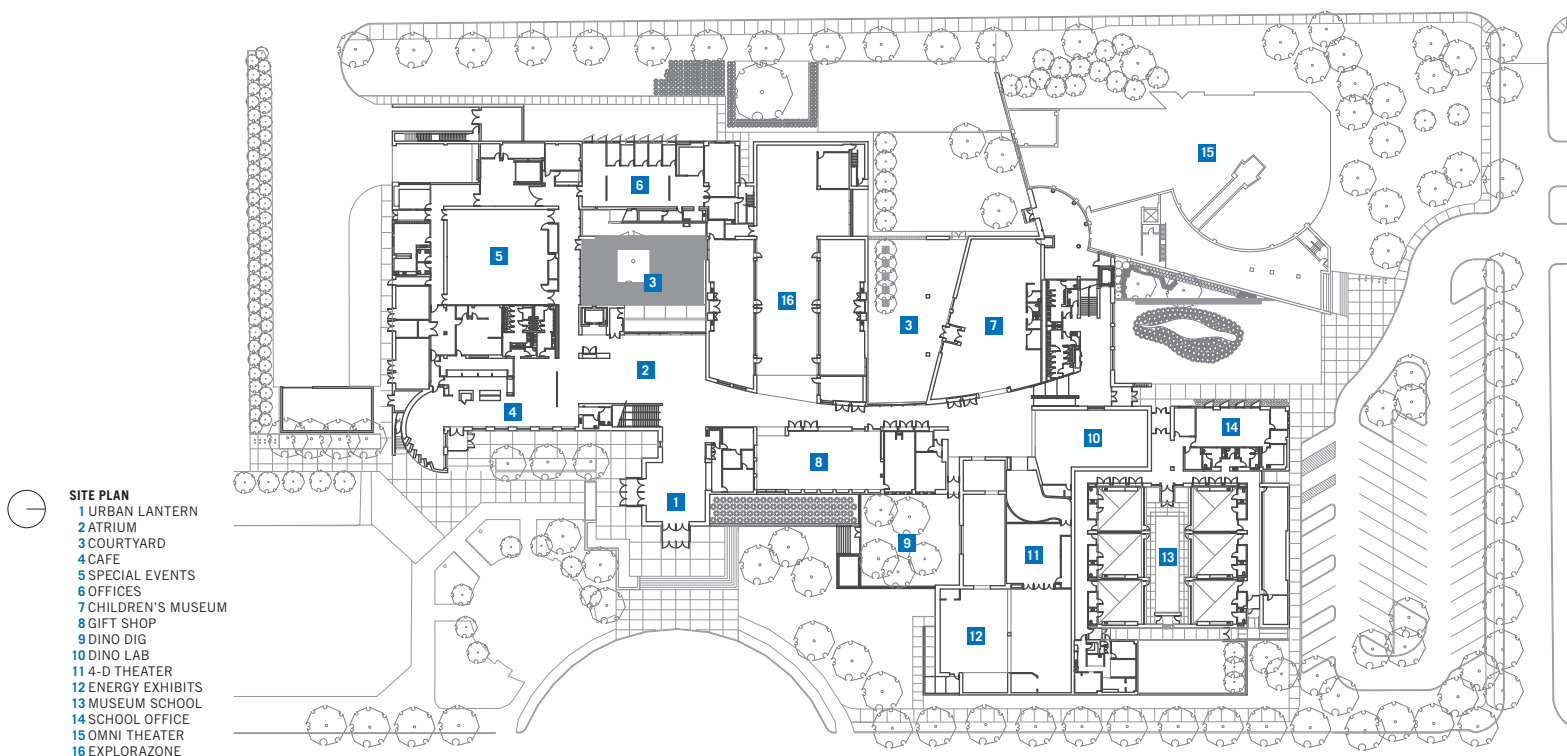 15
6
5
3
16
3
7
2
4
14
10
8
1
9
11
13
12
SITE PLAN
1 URBAN LANTERN
2 ATRIUM
3 COURTYARD
4 CAFE
5 SPECIAL EVENTS
6 OFFICES
7 CHILDREN'S MUSEUM
8 GIFT SHOP
9 DINO DIG
10 DINO LAB
11 4-D THEATER
12 ENERGY EXHIBITS
13 MUSEUM SCHOOL
14 SCHOOL OFFICE
15 OMNI THEATER
16 EXPLORAZONE